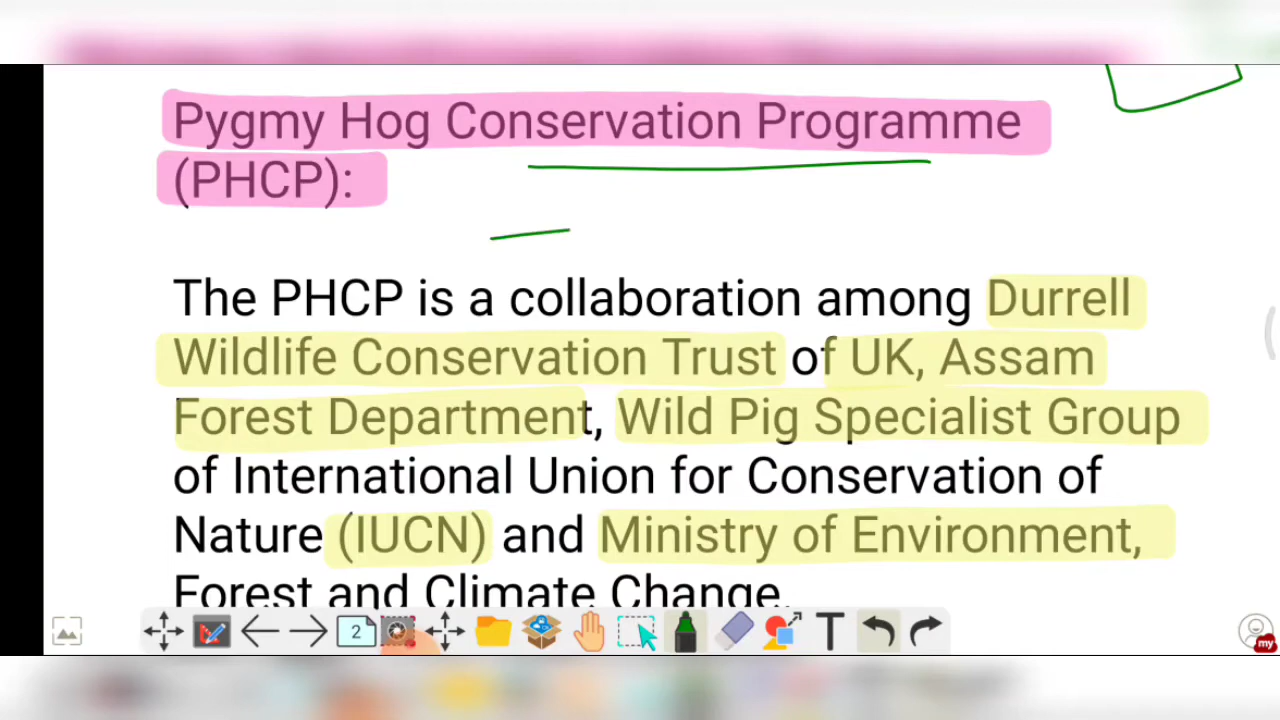 Pygmy Hog Conservation Programme
(PHCP):
The PHCP is a collaboration among Durrell
Wildlife Conservation Trust of UK, Assam
Forest Department, Wild Pig Specialist Group
of International Union for Conservation of
Nature (IUCN) and Ministry of Environment,
Forest and Climate Change.
2
T
my